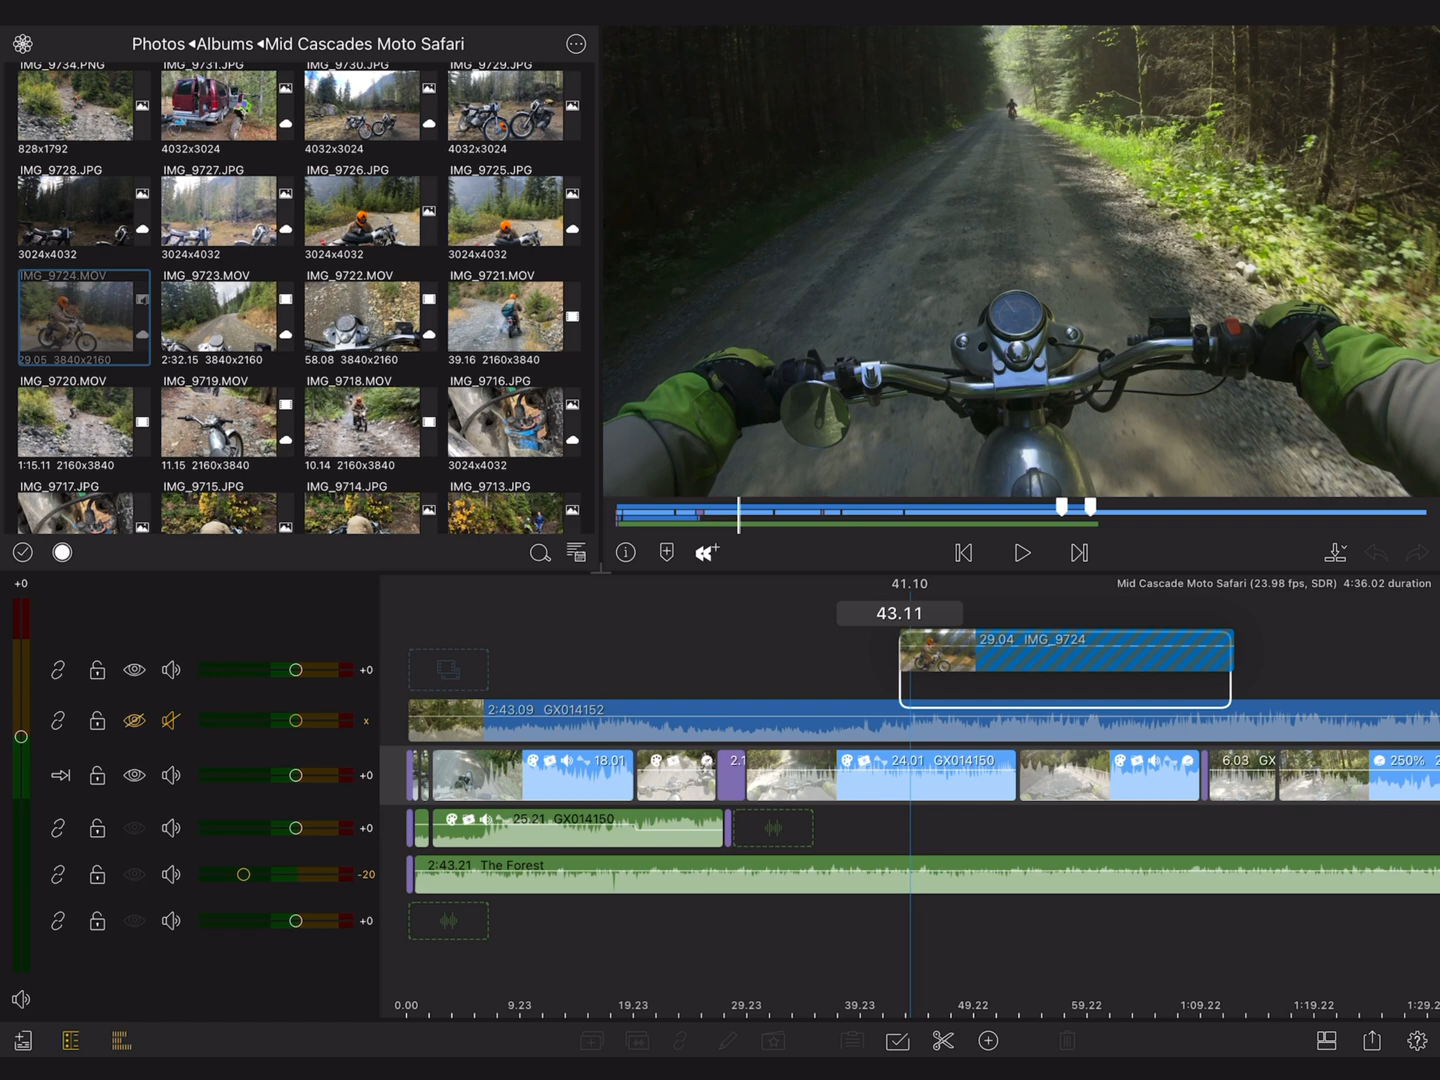 Photos ◂Albums ◂Mid Cascades Moto Safari
IMG_9734.PNG IMG_9731.JPG IMG_9730.JPG IMG_9729.JPG
828x1792 4032x3024 4032x3024 4032x3024
IMG_9728.JPG IMG_9727.JPG IMG_9726.JPG IMG_9725.JPG
3024x4032 3024x4032 3024x4032 3024x4032
IMG_9724.MOV IMG_9723.MOV IMG_9722.MOV IMG_9721.MOV
29.05 3840x2160 2:32.15 3840x2160 58.08 3840x2160 39.16 2160x3840
IMG_9720.MOV IMG_9719.MOV IMG_9718.MOV IMG_9716.JPG
1:15.11 2160x3840 11.15 2160x3840 10.14 2160x3840 3024x4032
IMG_9717.JPG IMG_9715.JPG IMG_9714.JPG IMG_9713.JPG
+0
41.10
Mid Cascade Moto Safari (23.98 fps, SDR) 4:36.02 duration
43.11
29.04 IMG_9724
+0
2:43.09 GX014152
x
18.01 2.1 24.01 GX014150 6.03 GX 250% 2
+0
25.21 GX014150
+0
2:43.21 The Forest
-20
+0
0.00 9.23 19.23 29.23 39.23 49.22 59.22 1:09.22 1:19.22 1:29.2